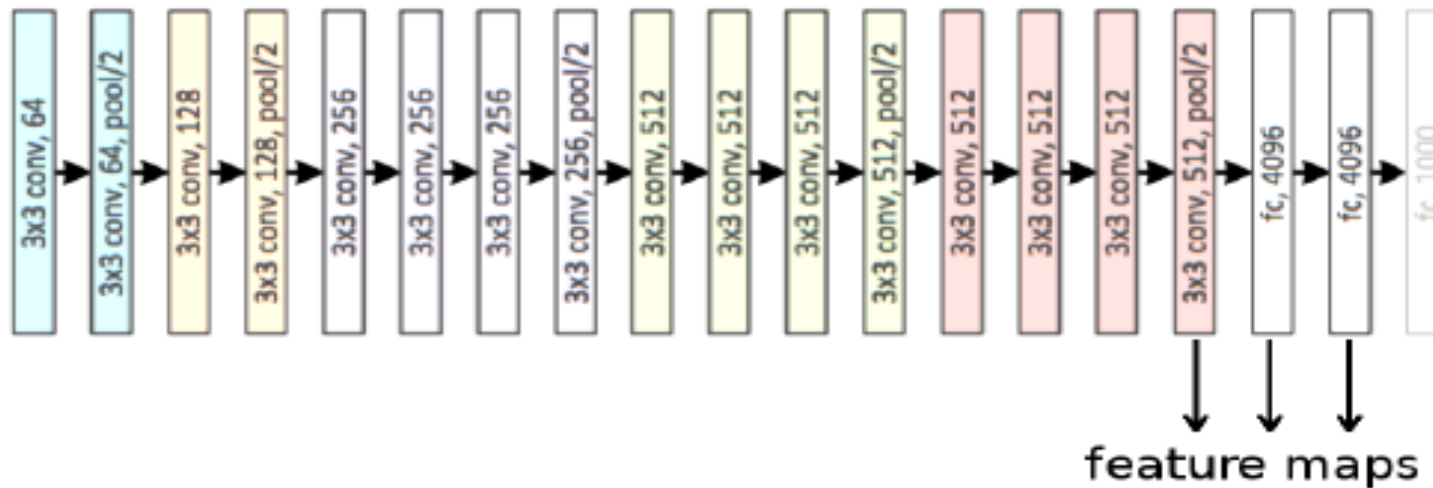 3x3 conv, 64
3x3 conv, 64, pool/2
3x3 conv, 128
3x3 conv, 128, pool/2
3x3 conv, 256
3x3 conv, 256
3x3 conv, 256
3x3 conv, 256, pool/2
3x3 conv, 512
3x3 conv, 512
3x3 conv, 512
3x3 conv, 512, pool/2
3x3 conv, 512
3x3 conv, 512
3x3 conv, 512
3x3 conv, 512, pool/2
fc, 4096
fc, 4096
fc, 1000
feature maps